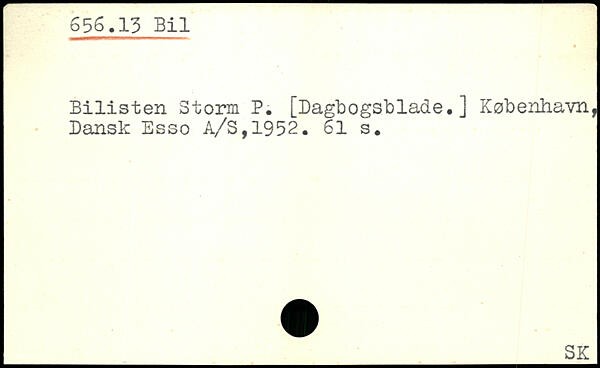 656.13 Bil
Bilisten Storm P. [Dagbogsblade.] København,
Dansk Esso A/S,1952. 61 s.
SK